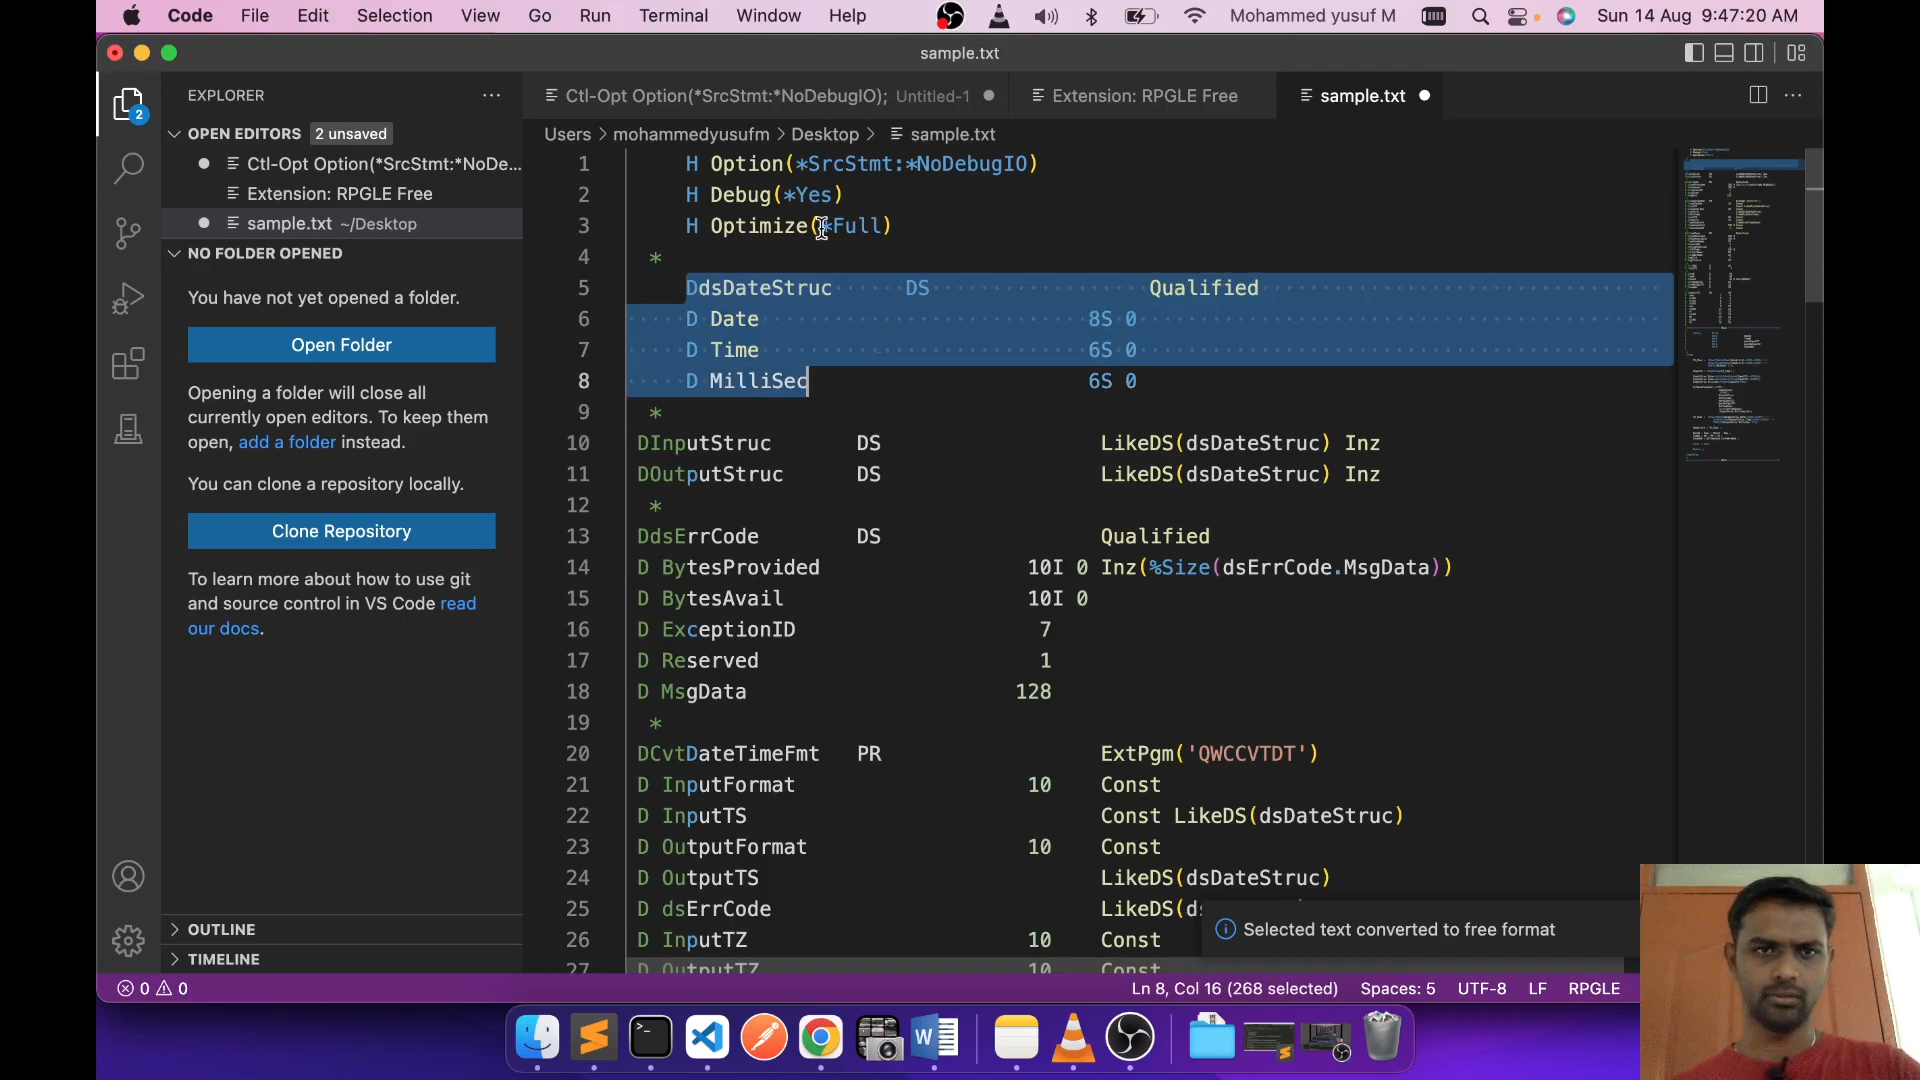 Code File Edit Selection View Go Run Terminal Window Help Mohammed yusuf M Sun 14 Aug 9:47:20 AM
sample.txt
EXPLORER
OPEN EDITORS 2 unsaved
Ctl-Opt Option(*SrcStmt:*NoDe...
Extension: RPGLE Free
sample.txt ~/Desktop
NO FOLDER OPENED
You have not yet opened a folder.
Open Folder
Opening a folder will close all
currently open editors. To keep them
open, add a folder instead.
You can clone a repository locally.
Clone Repository
To learn more about how to use git
and source control in VS Code read
our docs.
OUTLINE
TIMELINE
2
Ctl-Opt Option(*SrcStmt:*NoDebugIO); Untitled-1 Extension: RPGLE Free sample.txt
Users > mohammedyusufm > Desktop > sample.txt
1 H Option(*SrcStmt:*NoDebugIO)
2 H Debug(*Yes)
3 H Optimize(*Full)
4 *
5 DdsDateStruc DS Qualified
6 D Date 8S 0
7 D Time 6S 0
8 D MilliSec 6S 0
9 *
10 DInputStruc DS LikeDS(dsDateStruc) Inz
11 DOutputStruc DS LikeDS(dsDateStruc) Inz
12 *
13 DdsErrCode DS Qualified
14 D BytesProvided 10I 0 Inz(%Size(dsErrCode.MsgData))
15 D BytesAvail 10I 0
16 D ExceptionID 7
17 D Reserved 1
18 D MsgData 128
19 *
20 DCvtDateTimeFmt PR ExtPgm('QWCCVTDT')
21 D InputFormat 10 Const
22 D InputTS Const LikeDS(dsDateStruc)
23 D OutputFormat 10 Const
24 D OutputTS LikeDS(dsDateStruc)
25 D dsErrCode LikeDS(ds
26 D InputTZ 10 Const
27 D OutputTZ 10 Const
Selected text converted to free format
0 0 Ln 8, Col 16 (268 selected) Spaces: 5 UTF-8 LF RPGLE